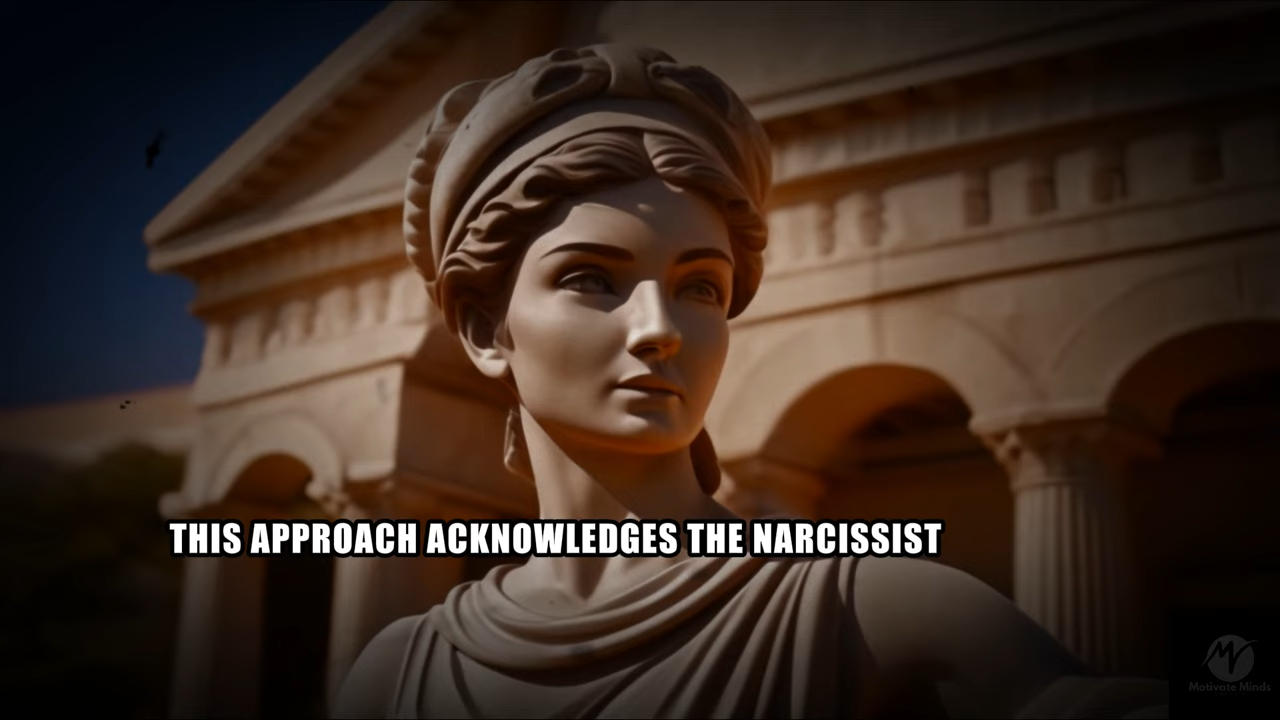 THIS APPROACH ACKNOWLEDGES THE NARCISSIST
Motivate Minds